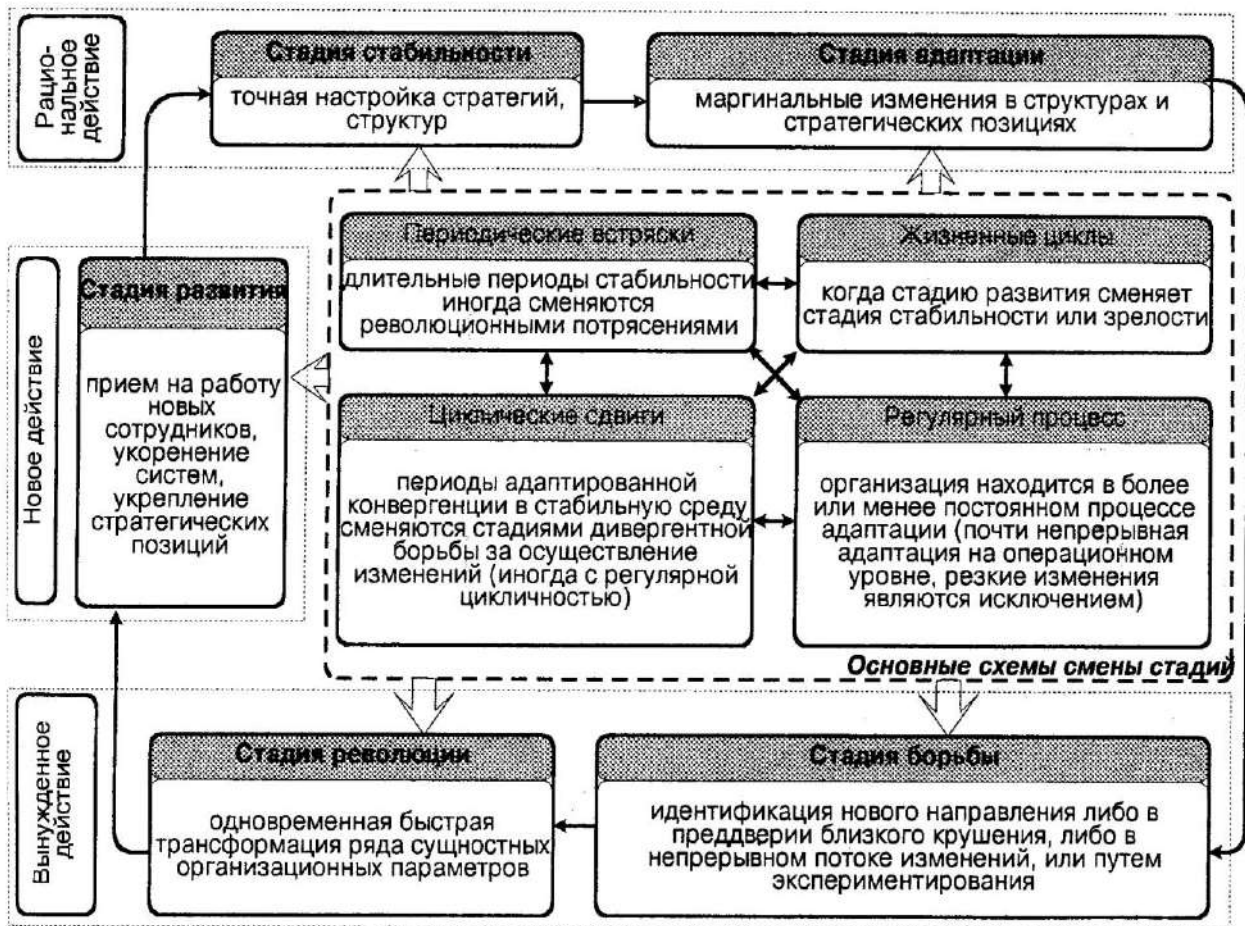 Рацио-
нальное
действие
Стадия стабильности
точная настройка стратегий,
структур
Стадия адаптации
маргинальные изменения в структурах и
стратегических позициях
Новое действие
Стадия развития
прием на работу
новых
сотрудников,
укоренение
систем,
укрепление
стратегических
позиций
Периодические встряски
длительные периоды стабильности
иногда сменяются
революционными потрясениями
Жизненные циклы
когда стадию развития сменяет
стадия стабильности или зрелости
Циклические сдвиги
периоды адаптированной
конвергенции в стабильную среду
сменяются стадиями дивергентной
борьбы за осуществление
изменений (иногда с регулярной
цикличностью)
Регулярный процесс
организация находится в более
или менее постоянном процессе
адаптации (почти непрерывная
адаптация на операционном
уровне, резкие изменения
являются исключением)
Основные схемы смены стадий
Вынужденное
действие
Стадия революции
одновременная быстрая
трансформация ряда сущностных
организационных параметров
Стадия борьбы
идентификация нового направления либо в
преддверии близкого крушения, либо в
непрерывном потоке изменений, или путем
экспериментирования